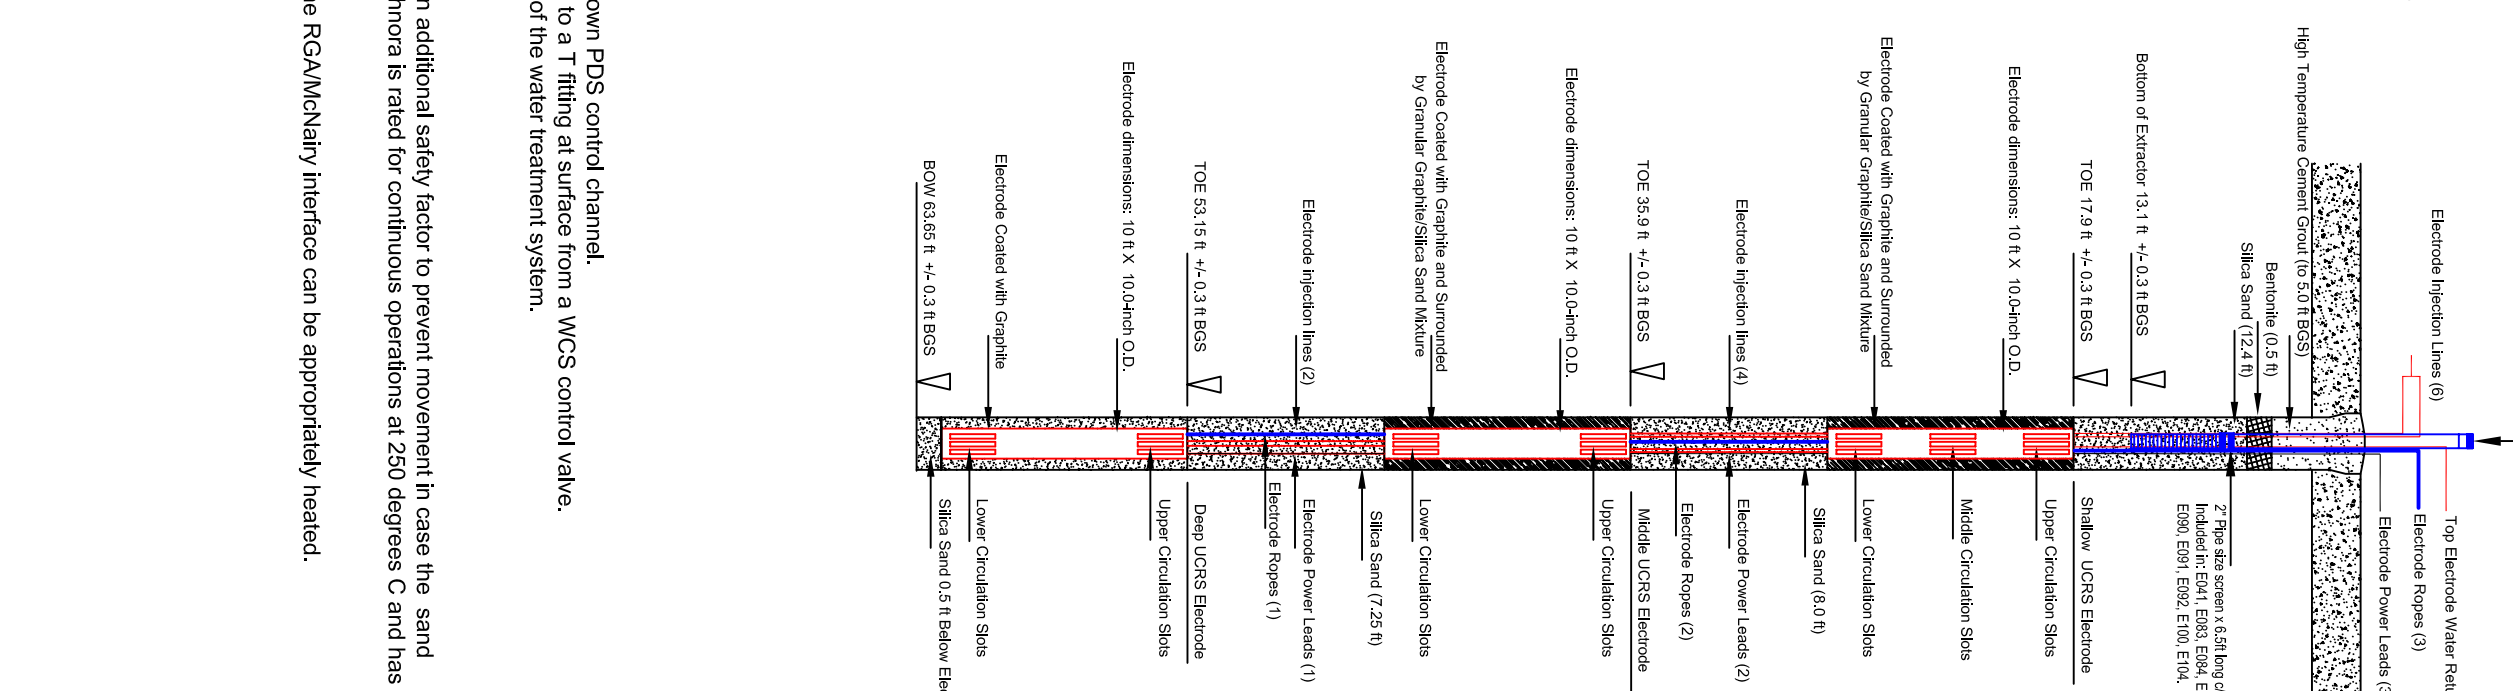 Top Electrode Water Retu
Electrode Injection Lines (6)
Electrode Ropes (3)
Electrode Power Leads (3
High Temperature Cement Grout (to 5.0 ft BGS)
Bentonite (0.5 ft)
Silica Sand (12.4 ft)
2" Pipe size screen x 6.5ft long
Included in: E041, E083, E084, E
E090, E091, E092, E100, E104.
Bottom of Extractor 13.1 ft +/- 0.3 ft BGS
TOE 17.9 ft +/- 0.3 ft BGS
Shallow UCRS Electrode
Upper Circulation Slots
Electrode dimensions: 10 ft X 10.0-inch O.D.
Middle Circulation Slots
Electrode Coated with Graphite and Surrounded
by Granular Graphite/Silica Sand Mixture
Lower Circulation Slots
Silica Sand (8.0 ft)
Electrode injection lines (4)
Electrode Power Leads (2)
Electrode Ropes (2)
TOE 35.9 ft +/- 0.3 ft BGS
Middle UCRS Electrode
Upper Circulation Slots
Electrode dimensions: 10 ft X 10.0-inch O.D.
Electrode Coated with Graphite and Surrounded
by Granular Graphite/Silica Sand Mixture
Lower Circulation Slots
Silica Sand (7.25 ft)
Electrode injection lines (2)
Electrode Power Leads (1)
Electrode Ropes (1)
TOE 53.15 ft +/- 0.3 ft BGS
Deep UCRS Electrode
Upper Circulation Slots
Electrode dimensions: 10 ft X 10.0-inch O.D.
Electrode Coated with Graphite
Lower Circulation Slots
Silica Sand 0.5 ft Below Elec
BOW 63.65 ft +/- 0.3 ft BGS
own PDS control channel.
to a T fitting at surface from a WCS control valve.
of the water treatment system.
n additional safety factor to prevent movement in case the sand
hnora is rated for continuous operations at 250 degrees C and has
e RGA/McNairy interface can be appropriately heated.